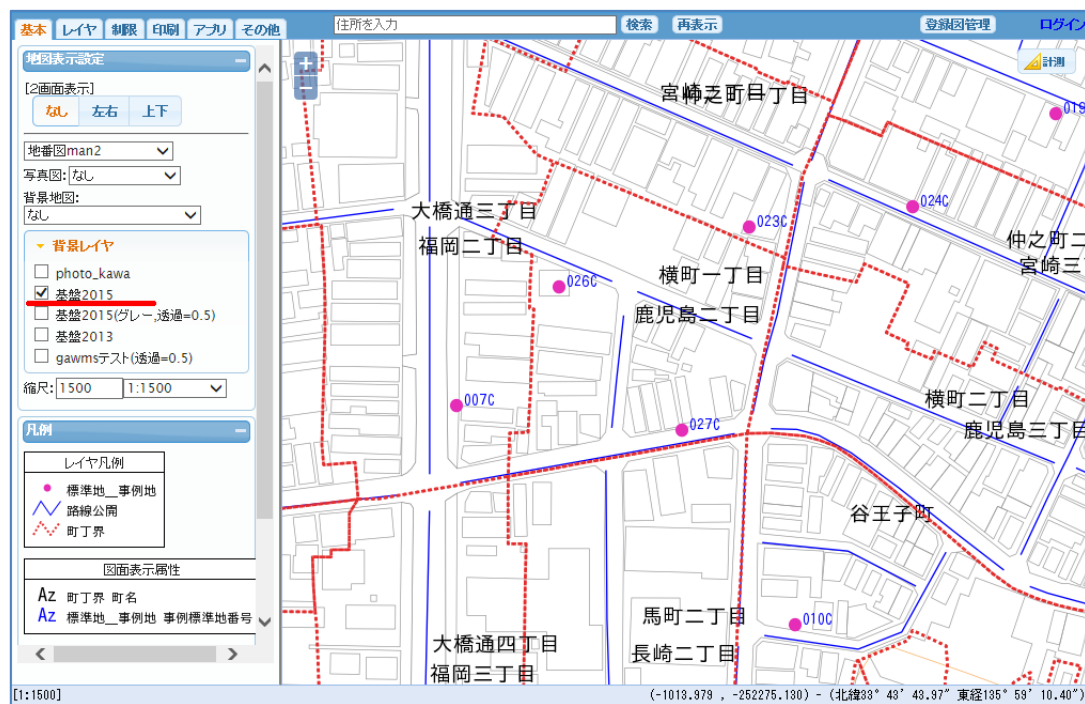 基本 レイヤ 制限 印刷 アプリ その他 住所を入力 検索 再表示 登録図管理 ログイン
地図表示設定
[2画面表示]
なし 左右 上下
地番図man2
写真図: なし
背景地図:
なし
背景レイヤ
photo_kawa
基盤2015
基盤2015(グレー,透過=0.5)
基盤2013
gawmsテスト(透過=0.5)
縮尺: 1500 1:1500
凡例
レイヤ凡例
標準地__事例地
路線公開
町丁界
図面表示属性
Az 町丁界 町名
Az 標準地__事例地 事例標準地番号
+
−
計測
019
024C
023C
大橋通三丁目
福岡二丁目
仲之町二
宮崎三丁
横町一丁目
026C
鹿児島二丁目
横町二丁目
007C
027C
鹿児島三丁目
谷王子町
馬町二丁目
010C
大橋通四丁目
長崎二丁目
福岡三丁目
[1:1500] (-1013.979 , -252275.130) - (北緯33° 43' 43.97" 東経135° 59' 10.40")